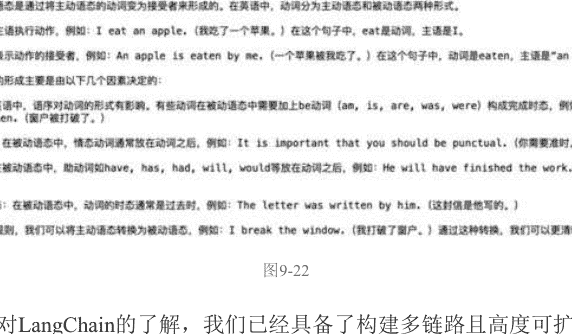 语态是通过将主动语态的动词变为接受者来形成的。在英语中，动词分为主动语态和被动语态两种形式。
主语执行动作，例如：I eat an apple.（我吃了一个苹果。）在这个句子中，eat是动词，主语是I。
表示动作的接受者，例如：An apple is eaten by me.（一个苹果被我吃了。）在这个句子中，动词是eaten，主语是"an
的形成主要是由以下几个因素决定的：
英语中，语序对动词的形式有影响。有些动词在被动语态中需要加上be动词（am, is, are, was, were）构成完成时态，例如
en.（窗户被打破了。）
在被动语态中，情态动词通常放在动词之后，例如：It is important that you should be punctual.（你需要准时，
在被动语态中，助动词如have, has, had, will, would等放在动词之后，例如：He will have finished the work.
：在被动语态中，动词的时态通常是过去时，例如：The letter was written by him.（这封信是他写的。）
规则，我们可以将主动语态转换为被动语态，例如：I break the window.（我打破了窗户。）通过这种转换，我们可以更清
图9-22
对LangChain的了解，我们已经具备了构建多链路且高度可扩